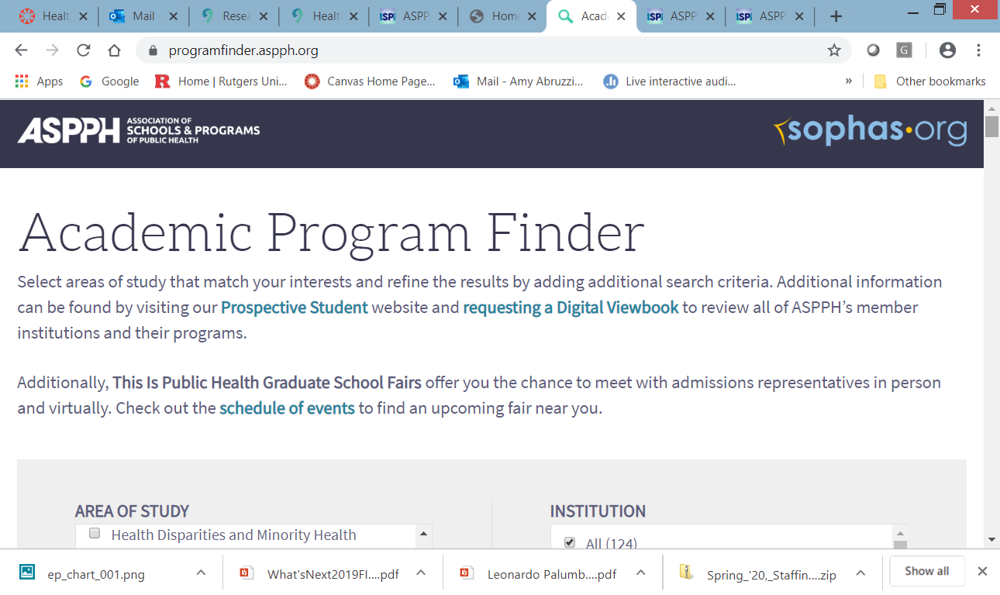 Healt Mail - Resea Healt ASPP Home Acade ASPP ASPP
programfinder.aspph.org
Apps Google Home | Rutgers Uni... Canvas Home Page... Mail - Amy Abruzzi... Live interactive audi... » Other bookmarks
ASPPH ASSOCIATION OF
SCHOOLS & PROGRAMS
OF PUBLIC HEALTH
sophas•org
Academic Program Finder
Select areas of study that match your interests and refine the results by adding additional search criteria. Additional information
can be found by visiting our Prospective Student website and requesting a Digital Viewbook to review all of ASPPH’s member
institutions and their programs.
Additionally, This Is Public Health Graduate School Fairs offer you the chance to meet with admissions representatives in person
and virtually. Check out the schedule of events to find an upcoming fair near you.
AREA OF STUDY
Health Disparities and Minority Health
INSTITUTION
All (124)
ep_chart_001.png What'sNext2019FI....pdf Leonardo Palumb....pdf Spring_'20,_Staffin....zip Show all